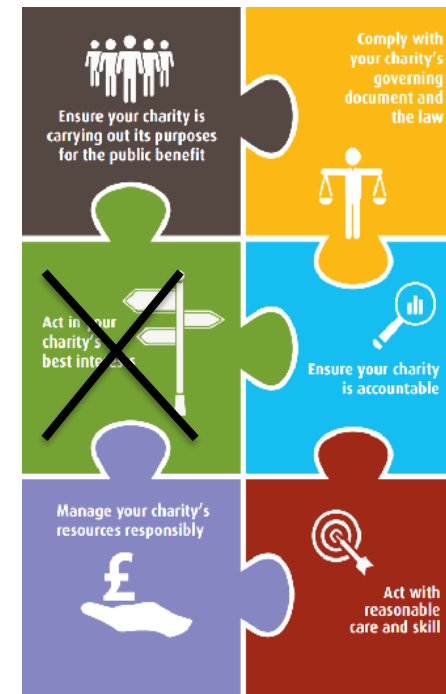 Ensure your charity is
carrying out its purposes
for the public benefit
Comply with
your charity's
governing
document and
the law
Act in your
charity's
best interests
Ensure your charity
is accountable
Manage your charity's
resources responsibly
£
Act with
reasonable
care and skill